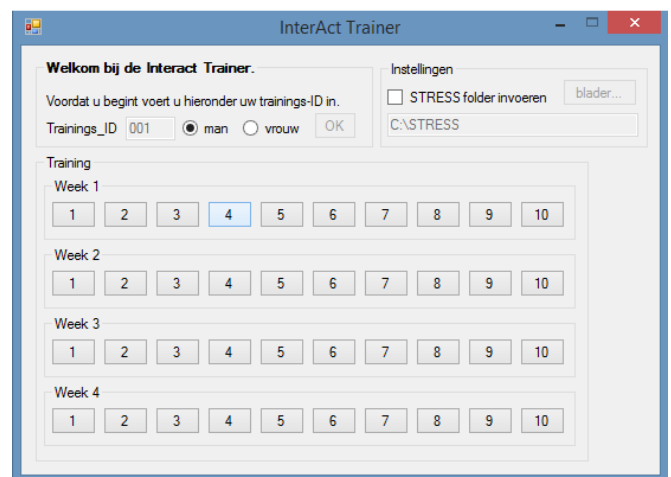 InterAct Trainer
Welkom bij de Interact Trainer.
Voordat u begint voert u hieronder uw trainings-ID in.
Trainings_ID 001 man vrouw OK
Instellingen
STRESS folder invoeren blader...
C:\STRESS
Training
Week 1
1 2 3 4 5 6 7 8 9 10
Week 2
1 2 3 4 5 6 7 8 9 10
Week 3
1 2 3 4 5 6 7 8 9 10
Week 4
1 2 3 4 5 6 7 8 9 10